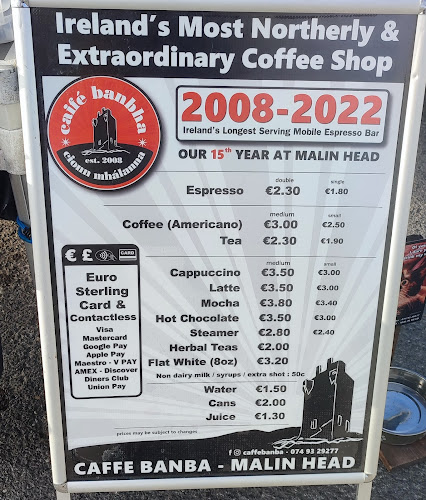 Ireland's Most Northerly &
Extraordinary Coffee Shop
caifé banbha
est. 2008
cionn mhálanna
2008-2022
Ireland's Longest Serving Mobile Espresso Bar
OUR 15th YEAR AT MALIN HEAD
double single
Espresso €2.30 €1.80
medium small
Coffee (Americano) €3.00 €2.50
Tea €2.30 €1.90
medium small
Cappuccino €3.50 €3.00
Latte €3.50 €3.00
Mocha €3.80 €3.40
Hot Chocolate €3.50 €3.00
Steamer €2.80 €2.40
Herbal Teas €2.00
Flat White (8oz) €3.20
Non dairy milk / syrups / extra shot : 50c
Water €1.50
Cans €2.00
Juice €1.30
€ £ CARD
Euro
Sterling
Card &
Contactless
Visa
Mastercard
Google Pay
Apple Pay
Maestro - V PAY
AMEX - Discover
Diners Club
Union Pay
prices may be subject to changes
caffebanba - 074 93 29277
CAFFE BANBA - MALIN HEAD